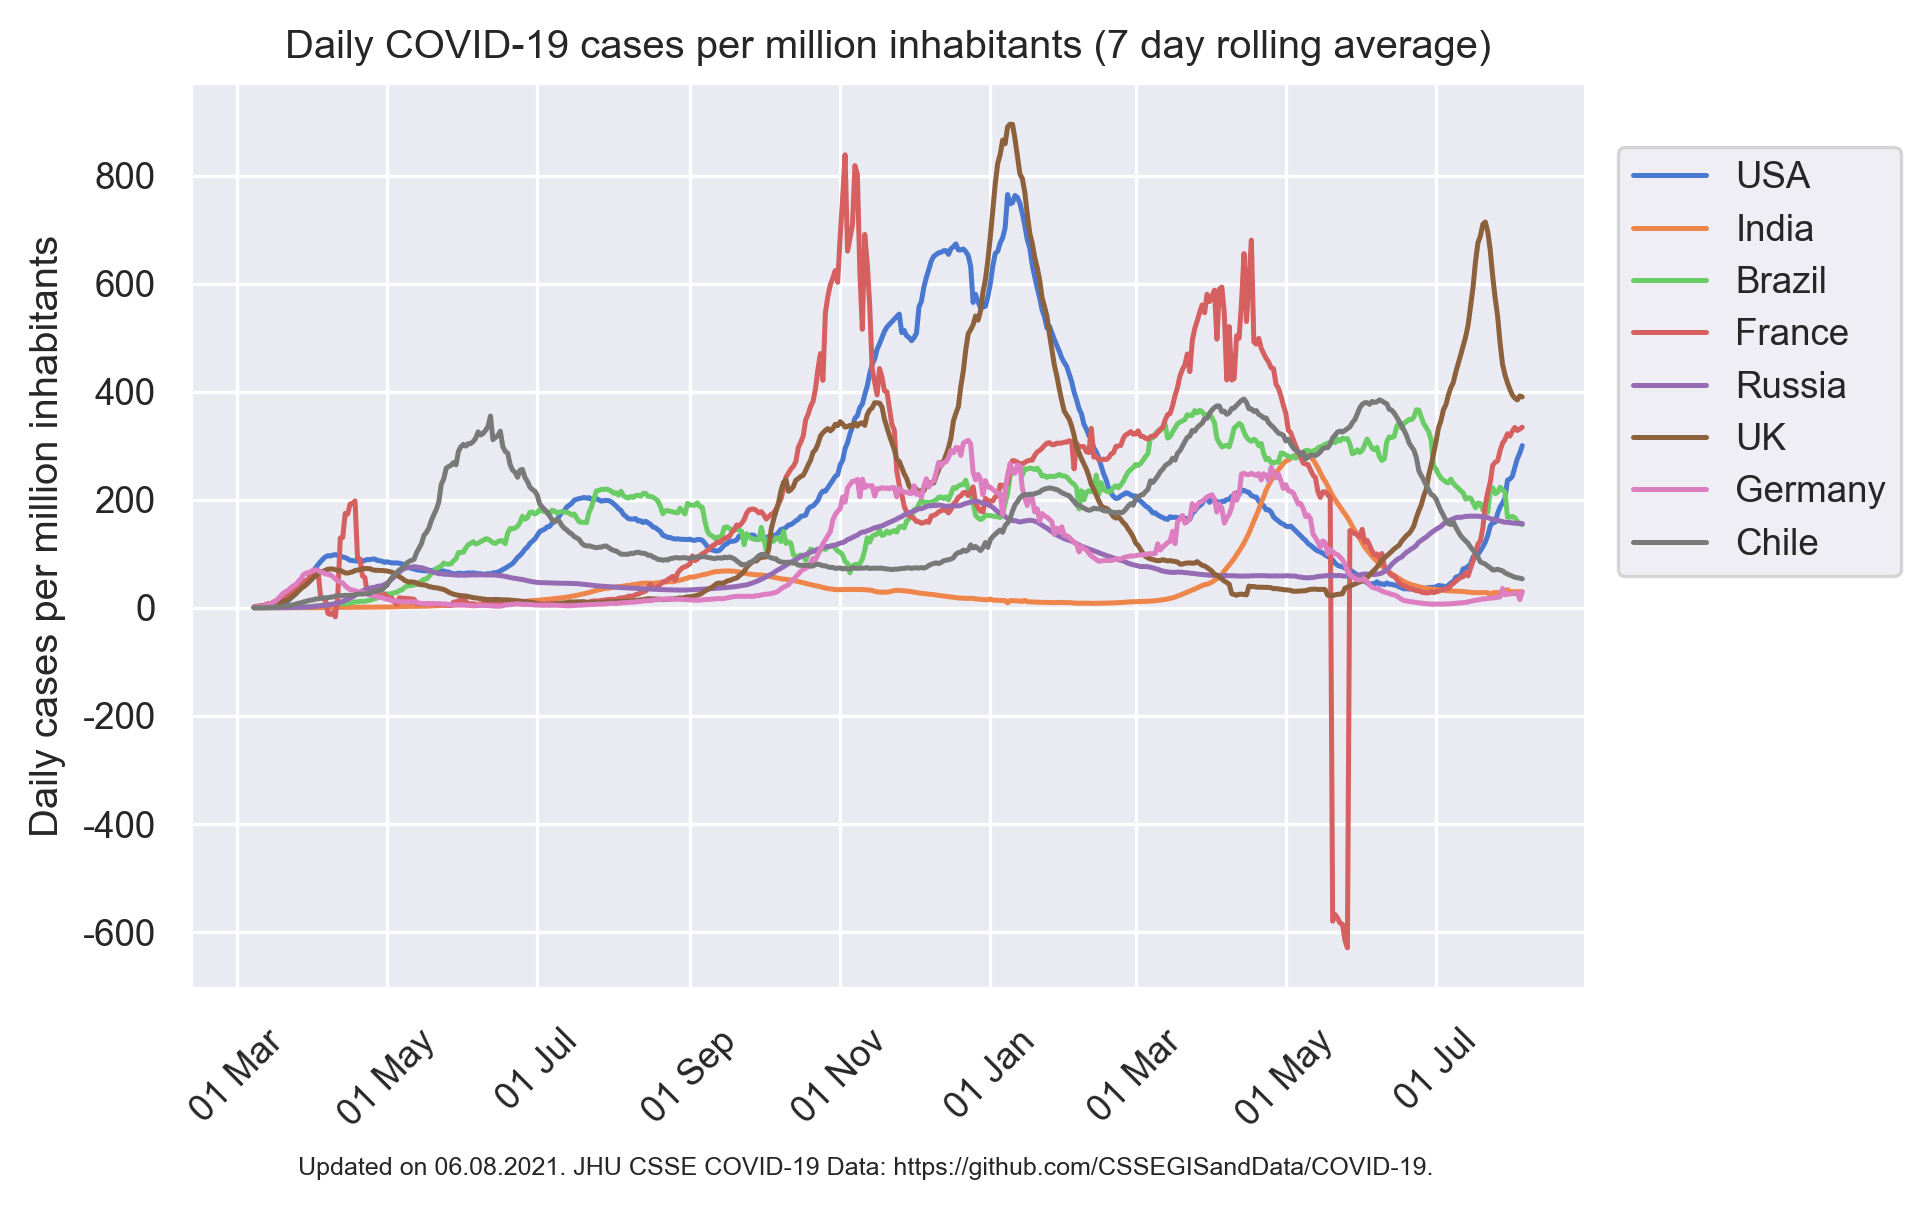 Daily COVID-19 cases per million inhabitants (7 day rolling average)
Daily cases per million inhabitants
800
600
400
200
0
-200
-400
-600
01 Mar
01 May
01 Jul
01 Sep
01 Nov
01 Jan
01 Mar
01 May
01 Jul
USA
India
Brazil
France
Russia
UK
Germany
Chile
Updated on 06.08.2021. JHU CSSE COVID-19 Data: https://github.com/CSSEGISandData/COVID-19.